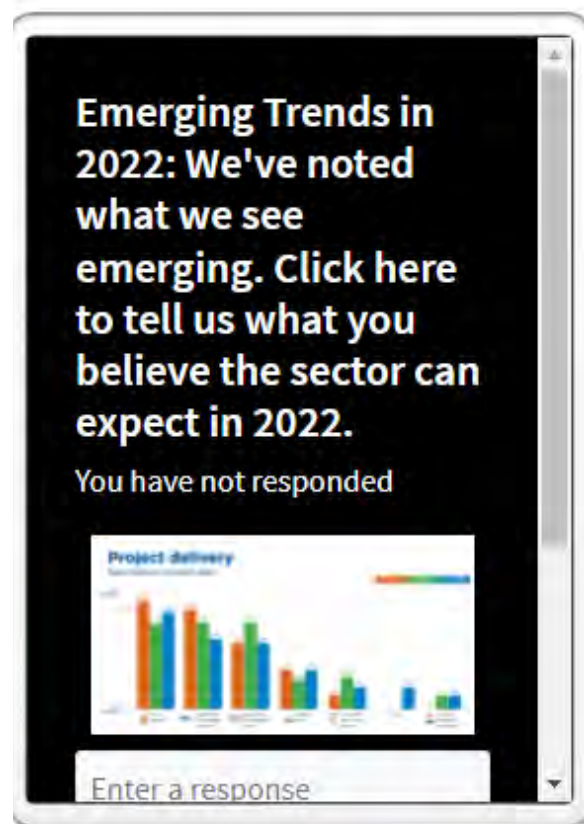 Emerging Trends in
2022: We've noted
what we see
emerging. Click here
to tell us what you
believe the sector can
expect in 2022.
You have not responded
Project delivery
Enter a response